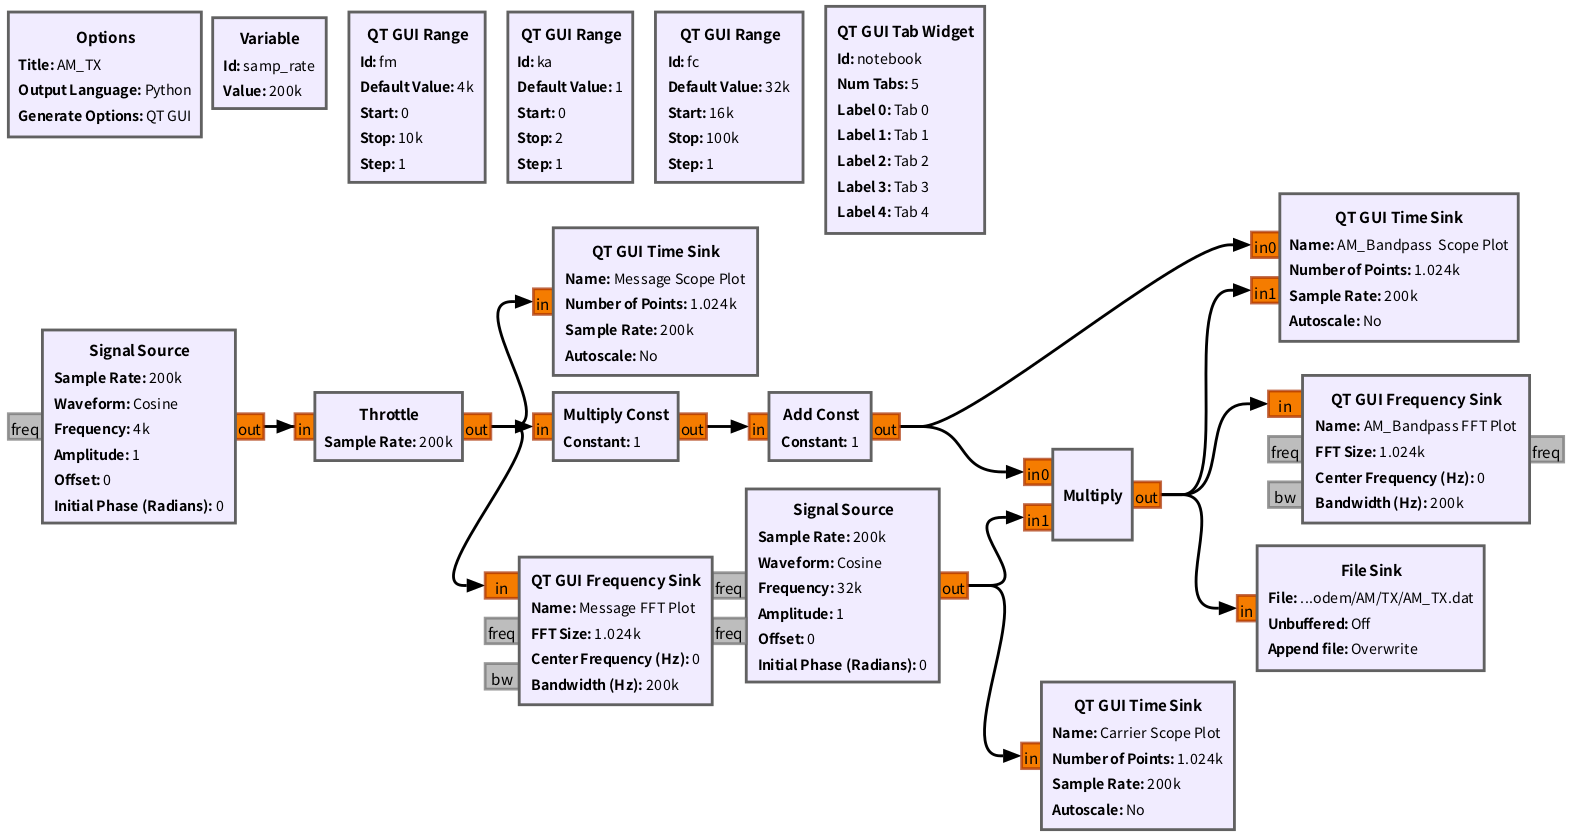 Options
Title: AM_TX
Output Language: Python
Generate Options: QT GUI
Variable
Id: samp_rate
Value: 200k
QT GUI Range
Id: fm
Default Value: 4k
Start: 0
Stop: 10k
Step: 1
QT GUI Range
Id: ka
Default Value: 1
Start: 0
Stop: 2
Step: 1
QT GUI Range
Id: fc
Default Value: 32k
Start: 16k
Stop: 100k
Step: 1
QT GUI Tab Widget
Id: notebook
Num Tabs: 5
Label 0: Tab 0
Label 1: Tab 1
Label 2: Tab 2
Label 3: Tab 3
Label 4: Tab 4
Signal Source
Sample Rate: 200k
Waveform: Cosine
Frequency: 4k
Amplitude: 1
Offset: 0
Initial Phase (Radians): 0
freq
out
in
Throttle
Sample Rate: 200k
out
in
QT GUI Time Sink
Name: Message Scope Plot
Number of Points: 1.024k
Sample Rate: 200k
Autoscale: No
in
Multiply Const
Constant: 1
out
in
Add Const
Constant: 1
out
in
freq
bw
QT GUI Frequency Sink
Name: Message FFT Plot
FFT Size: 1.024k
Center Frequency (Hz): 0
Bandwidth (Hz): 200k
freq
freq
Signal Source
Sample Rate: 200k
Waveform: Cosine
Frequency: 32k
Amplitude: 1
Offset: 0
Initial Phase (Radians): 0
out
in0
in1
Multiply
out
in0
in1
QT GUI Time Sink
Name: AM_Bandpass Scope Plot
Number of Points: 1.024k
Sample Rate: 200k
Autoscale: No
in
freq
bw
QT GUI Frequency Sink
Name: AM_Bandpass FFT Plot
FFT Size: 1.024k
Center Frequency (Hz): 0
Bandwidth (Hz): 200k
freq
in
File Sink
File: ...odem/AM/TX/AM_TX.dat
Unbuffered: Off
Append file: Overwrite
in
QT GUI Time Sink
Name: Carrier Scope Plot
Number of Points: 1.024k
Sample Rate: 200k
Autoscale: No